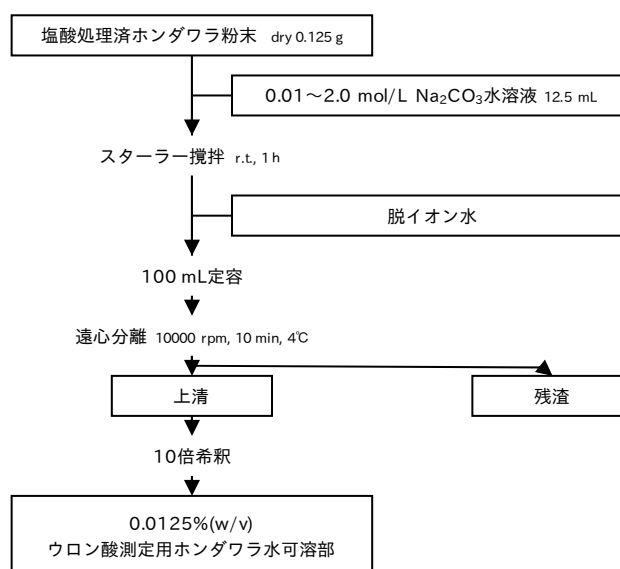 塩酸処理済ホンダワラ粉末 dry 0.125 g
0.01〜2.0 mol/L Na₂CO₃水溶液 12.5 mL
スターラー撹拌 r.t., 1 h
脱イオン水
100 mL定容
遠心分離 10000 rpm, 10 min, 4℃
上清
残渣
10倍希釈
0.0125%(w/v)
ウロン酸測定用ホンダワラ水可溶部